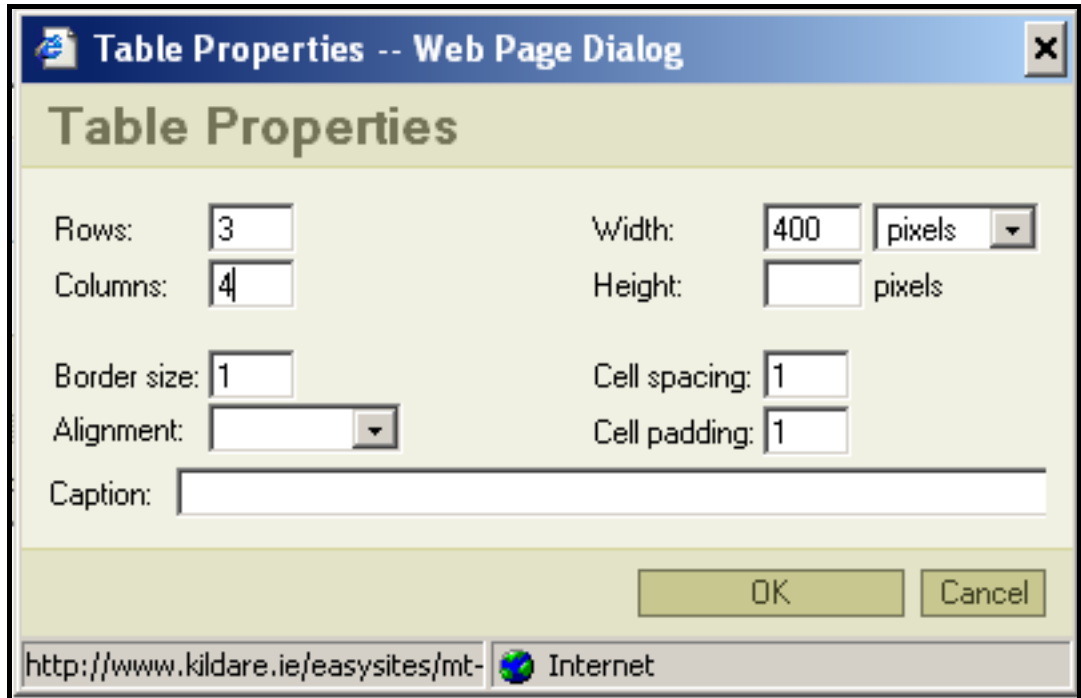 Table Properties -- Web Page Dialog
Table Properties
Rows: 3 Width: 400 pixels
Columns: 4 Height: pixels
Border size: 1 Cell spacing: 1
Alignment: Cell padding: 1
Caption:
OK Cancel
http://www.kildare.ie/easysites/mt- Internet